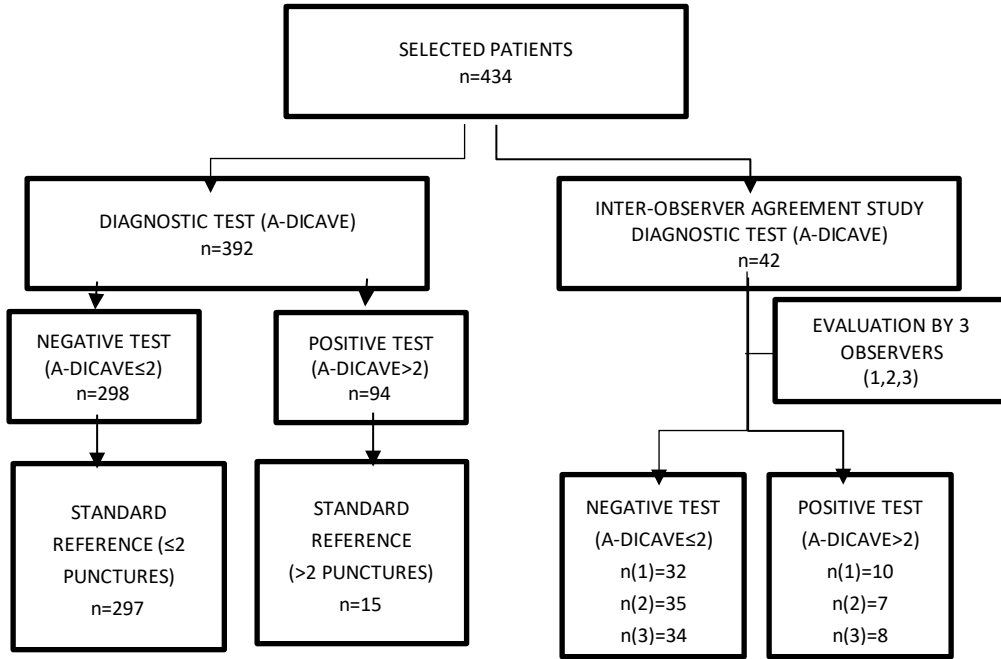 SELECTED PATIENTS
n=434
DIAGNOSTIC TEST (A-DICAVE)
n=392
INTER-OBSERVER AGREEMENT STUDY
DIAGNOSTIC TEST (A-DICAVE)
n=42
NEGATIVE TEST
(A-DICAVE≤2)
n=298
POSITIVE TEST
(A-DICAVE>2)
n=94
EVALUATION BY 3
OBSERVERS
(1,2,3)
STANDARD
REFERENCE (≤2
PUNCTURES)
n=297
STANDARD
REFERENCE
(>2 PUNCTURES)
n=15
NEGATIVE TEST
(A-DICAVE≤2)
n(1)=32
n(2)=35
n(3)=34
POSITIVE TEST
(A-DICAVE>2)
n(1)=10
n(2)=7
n(3)=8